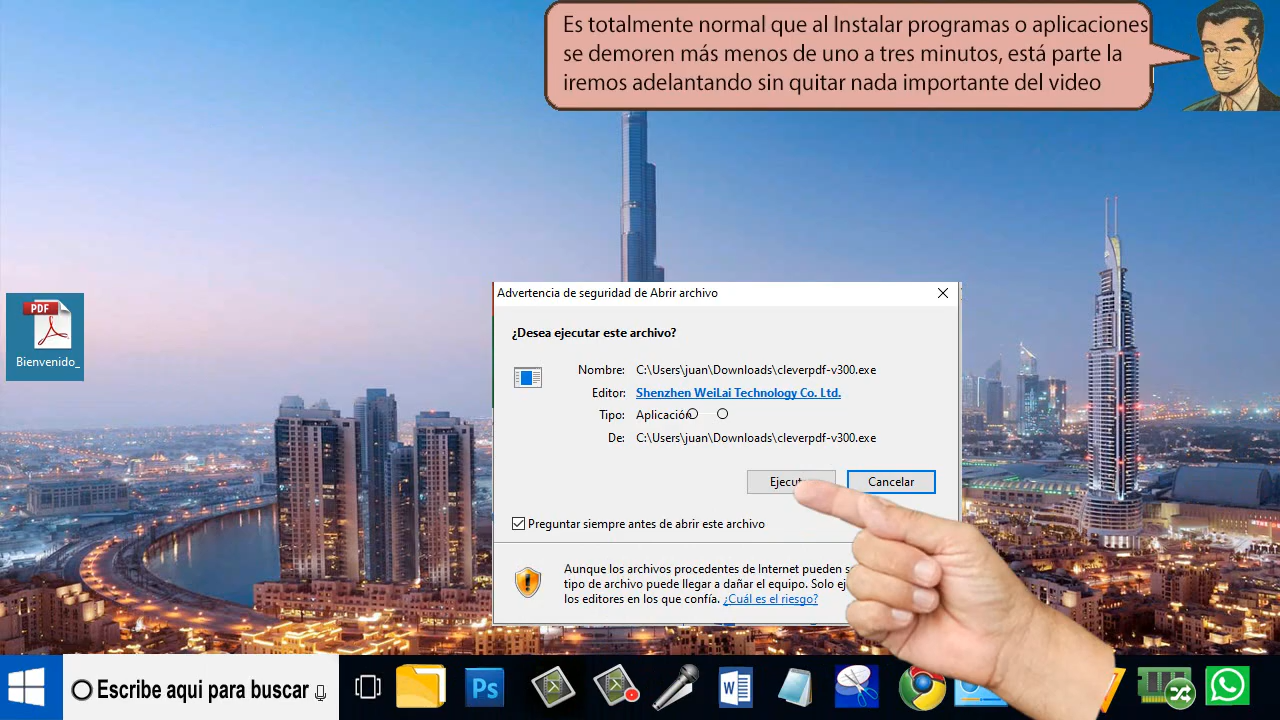 Es totalmente normal que al Instalar programas o aplicaciones
se demoren más menos de uno a tres minutos, está parte la
iremos adelantando sin quitar nada importante del video
PDF
Bienvenido_
Advertencia de seguridad de Abrir archivo
¿Desea ejecutar este archivo?
Nombre: C:\Users\juan\Downloads\cleverpdf-v300.exe
Editor: Shenzhen WeiLai Technology Co. Ltd.
Tipo: Aplicación
De: C:\Users\juan\Downloads\cleverpdf-v300.exe
Cancelar
Preguntar siempre antes de abrir este archivo
Aunque los archivos procedentes de Internet pueden
tipo de archivo puede llegar a dañar el equipo. Solo
los editores en los que confía. ¿Cuál es el riesgo?
Escribe aqui para buscar
Ps
W